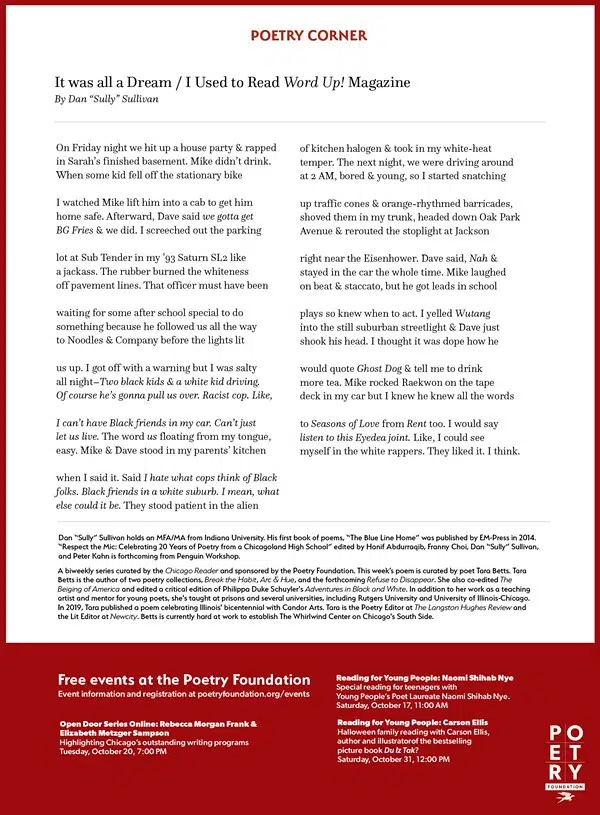 POETRY CORNER
It was all a Dream / I Used to Read Word Up! Magazine
By Dan “Sully” Sullivan
On Friday night we hit up a house party & rapped
in Sarah’s finished basement. Mike didn’t drink.
When some kid fell off the stationary bike
I watched Mike lift him into a cab to get him
home safe. Afterward, Dave said we gotta get
BG Fries & we did. I screeched out the parking
lot at Sub Tender in my ’93 Saturn SL2 like
a jackass. The rubber burned the whiteness
off pavement lines. That officer must have been
waiting for some after school special to do
something because he followed us all the way
to Noodles & Company before the lights lit
us up. I got off with a warning but I was salty
all night–Two black kids & a white kid driving.
Of course he’s gonna pull us over. Racist cop. Like,
I can’t have Black friends in my car. Can’t just
let us live. The word us floating from my tongue,
easy. Mike & Dave stood in my parents’ kitchen
when I said it. Said I hate what cops think of Black
folks. Black friends in a white suburb. I mean, what
else could it be. They stood patient in the alien
of kitchen halogen & took in my white-heat
temper. The next night, we were driving around
at 2 AM, bored & young, so I started snatching
up traffic cones & orange-rhythmed barricades,
shoved them in my trunk, headed down Oak Park
Avenue & rerouted the stoplight at Jackson
right near the Eisenhower. Dave said, Nah &
stayed in the car the whole time. Mike laughed
on beat & staccato, but he got leads in school
plays so knew when to act. I yelled Wutang
into the still suburban streetlight & Dave just
shook his head. I thought it was dope how he
would quote Ghost Dog & tell me to drink
more tea. Mike rocked Raekwon on the tape
deck in my car but I knew he knew all the words
to Seasons of Love from Rent too. I would say
listen to this Eyedea joint. Like, I could see
myself in the white rappers. They liked it. I think.
Dan “Sully” Sullivan holds an MFA/MA from Indiana University. His first book of poems, “The Blue Line Home” was published by EM-Press in 2014.
“Respect the Mic: Celebrating 20 Years of Poetry from a Chicagoland High School” edited by Hanif Abdurraqib, Franny Choi, Dan “Sully” Sullivan,
and Peter Kahn is forthcoming from Penguin Workshop.
A biweekly series curated by the Chicago Reader and sponsored by the Poetry Foundation. This week’s poem is curated by poet Tara Betts. Tara
Betts is the author of two poetry collections, Break the Habit, Arc & Hue, and the forthcoming Refuse to Disappear. She also co-edited The
Beiging of America and edited a critical edition of Philippa Duke Schuyler’s Adventures in Black and White. In addition to her work as a teaching
artist and mentor for young poets, she’s taught at prisons and several universities, including Rutgers University and University of Illinois-Chicago.
In 2019, Tara published a poem celebrating Illinois’ bicentennial with Candor Arts. Tara is the Poetry Editor at The Langston Hughes Review and
the Lit Editor at Newcity. Betts is currently hard at work to establish The Whirlwind Center on Chicago’s South Side.
Free events at the Poetry Foundation
Event information and registration at poetryfoundation.org/events
Open Door Series Online: Rebecca Morgan Frank &
Elizabeth Metzger Sampson
Highlighting Chicago’s outstanding writing programs
Tuesday, October 20, 7:00 PM
Reading for Young People: Naomi Shihab Nye
Special reading for teenagers with
Young People’s Poet Laureate Naomi Shihab Nye.
Saturday, October 17, 11:00 AM
Reading for Young People: Carson Ellis
Halloween family reading with Carson Ellis,
author and illustratorof the bestselling
picture book Du Iz Tak?
Saturday, October 31, 12:00 PM
POETRY
FOUNDATION